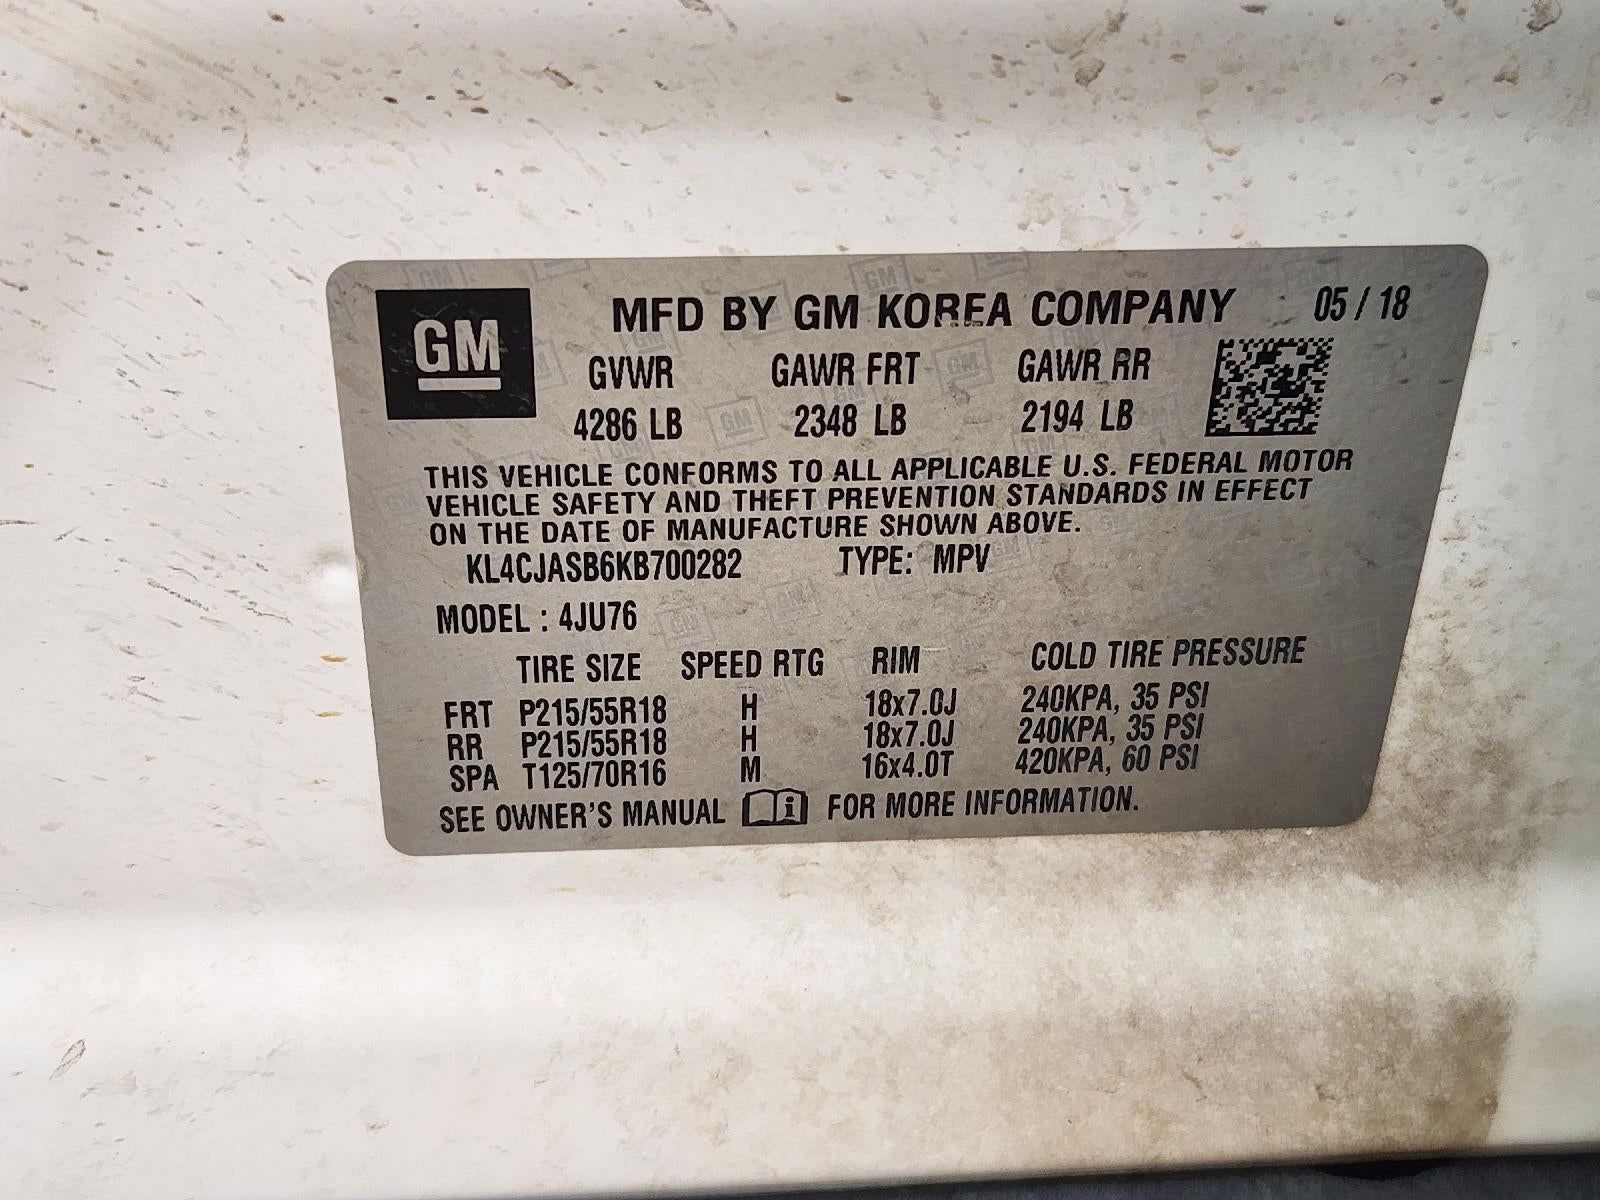 GM MFD BY GM KOREA COMPANY 05 / 18
GVWR GAWR FRT GAWR RR
4286 LB 2348 LB 2194 LB
THIS VEHICLE CONFORMS TO ALL APPLICABLE U.S. FEDERAL MOTOR
VEHICLE SAFETY AND THEFT PREVENTION STANDARDS IN EFFECT
ON THE DATE OF MANUFACTURE SHOWN ABOVE.
KL4CJASB6KB700282 TYPE: MPV
MODEL : 4JU76
TIRE SIZE SPEED RTG RIM COLD TIRE PRESSURE
FRT P215/55R18 H 18x7.0J 240KPA, 35 PSI
RR P215/55R18 H 18x7.0J 240KPA, 35 PSI
SPA T125/70R16 M 16x4.0T 420KPA, 60 PSI
SEE OWNER'S MANUAL i FOR MORE INFORMATION.